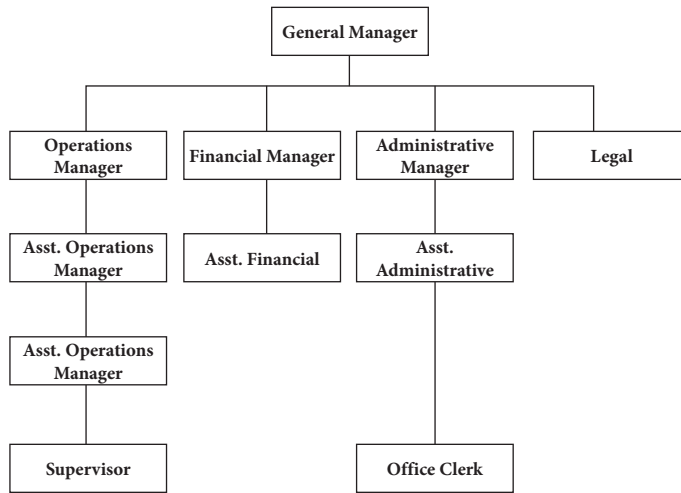 General Manager
Operations
Manager
Financial Manager
Administrative
Manager
Legal
Asst. Operations
Manager
Asst. Financial
Asst.
Administrative
Asst. Operations
Manager
Supervisor
Office Clerk